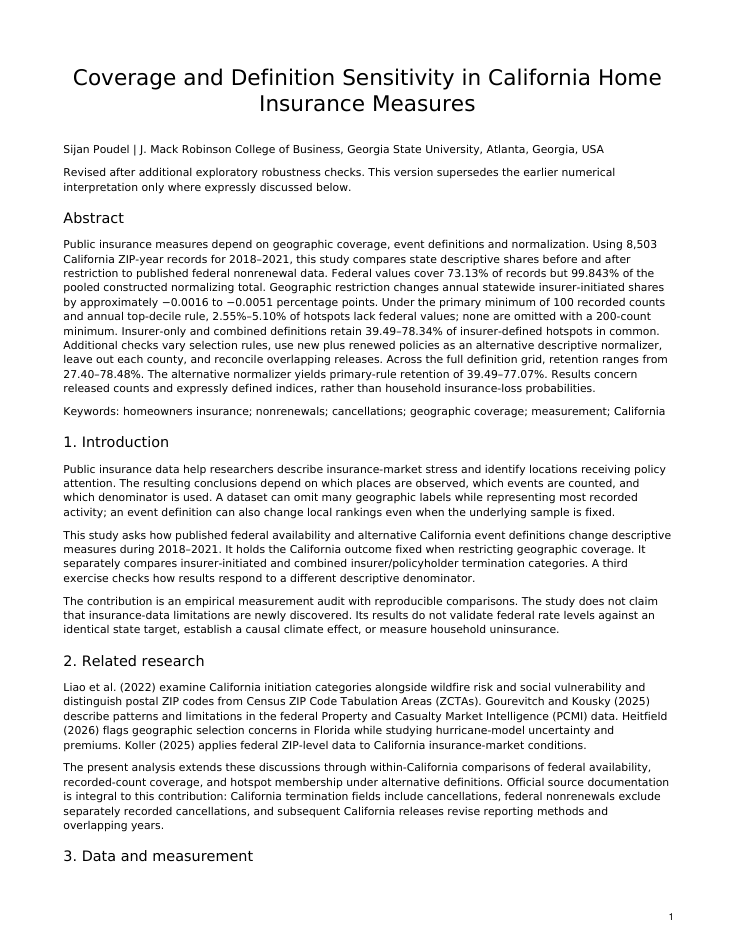 Coverage and Definition Sensitivity in California Home
Insurance Measures
Sijan Poudel | J. Mack Robinson College of Business, Georgia State University, Atlanta, Georgia, USA
Revised after additional exploratory robustness checks. This version supersedes the earlier numerical
interpretation only where expressly discussed below.
Abstract
Public insurance measures depend on geographic coverage, event definitions and normalization. Using 8,503
California ZIP-year records for 2018–2021, this study compares state descriptive shares before and after
restriction to published federal nonrenewal data. Federal values cover 73.13% of records but 99.843% of the
pooled constructed normalizing total. Geographic restriction changes annual statewide insurer-initiated shares
by approximately −0.0016 to −0.0051 percentage points. Under the primary minimum of 100 recorded counts
and annual top-decile rule, 2.55%–5.10% of hotspots lack federal values; none are omitted with a 200-count
minimum. Insurer-only and combined definitions retain 39.49–78.34% of insurer-defined hotspots in common.
Additional checks vary selection rules, use new plus renewed policies as an alternative descriptive normalizer,
leave out each county, and reconcile overlapping releases. Across the full definition grid, retention ranges from
27.40–78.48%. The alternative normalizer yields primary-rule retention of 39.49–77.07%. Results concern
released counts and expressly defined indices, rather than household insurance-loss probabilities.
Keywords: homeowners insurance; nonrenewals; cancellations; geographic coverage; measurement; California
1. Introduction
Public insurance data help researchers describe insurance-market stress and identify locations receiving policy
attention. The resulting conclusions depend on which places are observed, which events are counted, and
which denominator is used. A dataset can omit many geographic labels while representing most recorded
activity; an event definition can also change local rankings even when the underlying sample is fixed.
This study asks how published federal availability and alternative California event definitions change descriptive
measures during 2018–2021. It holds the California outcome fixed when restricting geographic coverage. It
separately compares insurer-initiated and combined insurer/policyholder termination categories. A third
exercise checks how results respond to a different descriptive denominator.
The contribution is an empirical measurement audit with reproducible comparisons. The study does not claim
that insurance-data limitations are newly discovered. Its results do not validate federal rate levels against an
identical state target, establish a causal climate effect, or measure household uninsurance.
2. Related research
Liao et al. (2022) examine California initiation categories alongside wildfire risk and social vulnerability and
distinguish postal ZIP codes from Census ZIP Code Tabulation Areas (ZCTAs). Gourevitch and Kousky (2025)
describe patterns and limitations in the federal Property and Casualty Market Intelligence (PCMI) data. Heitfield
(2026) flags geographic selection concerns in Florida while studying hurricane-model uncertainty and
premiums. Koller (2025) applies federal ZIP-level data to California insurance-market conditions.
The present analysis extends these discussions through within-California comparisons of federal availability,
recorded-count coverage, and hotspot membership under alternative definitions. Official source documentation
is integral to this contribution: California termination fields include cancellations, federal nonrenewals exclude
separately recorded cancellations, and subsequent California releases revise reporting methods and
overlapping years.
3. Data and measurement
1